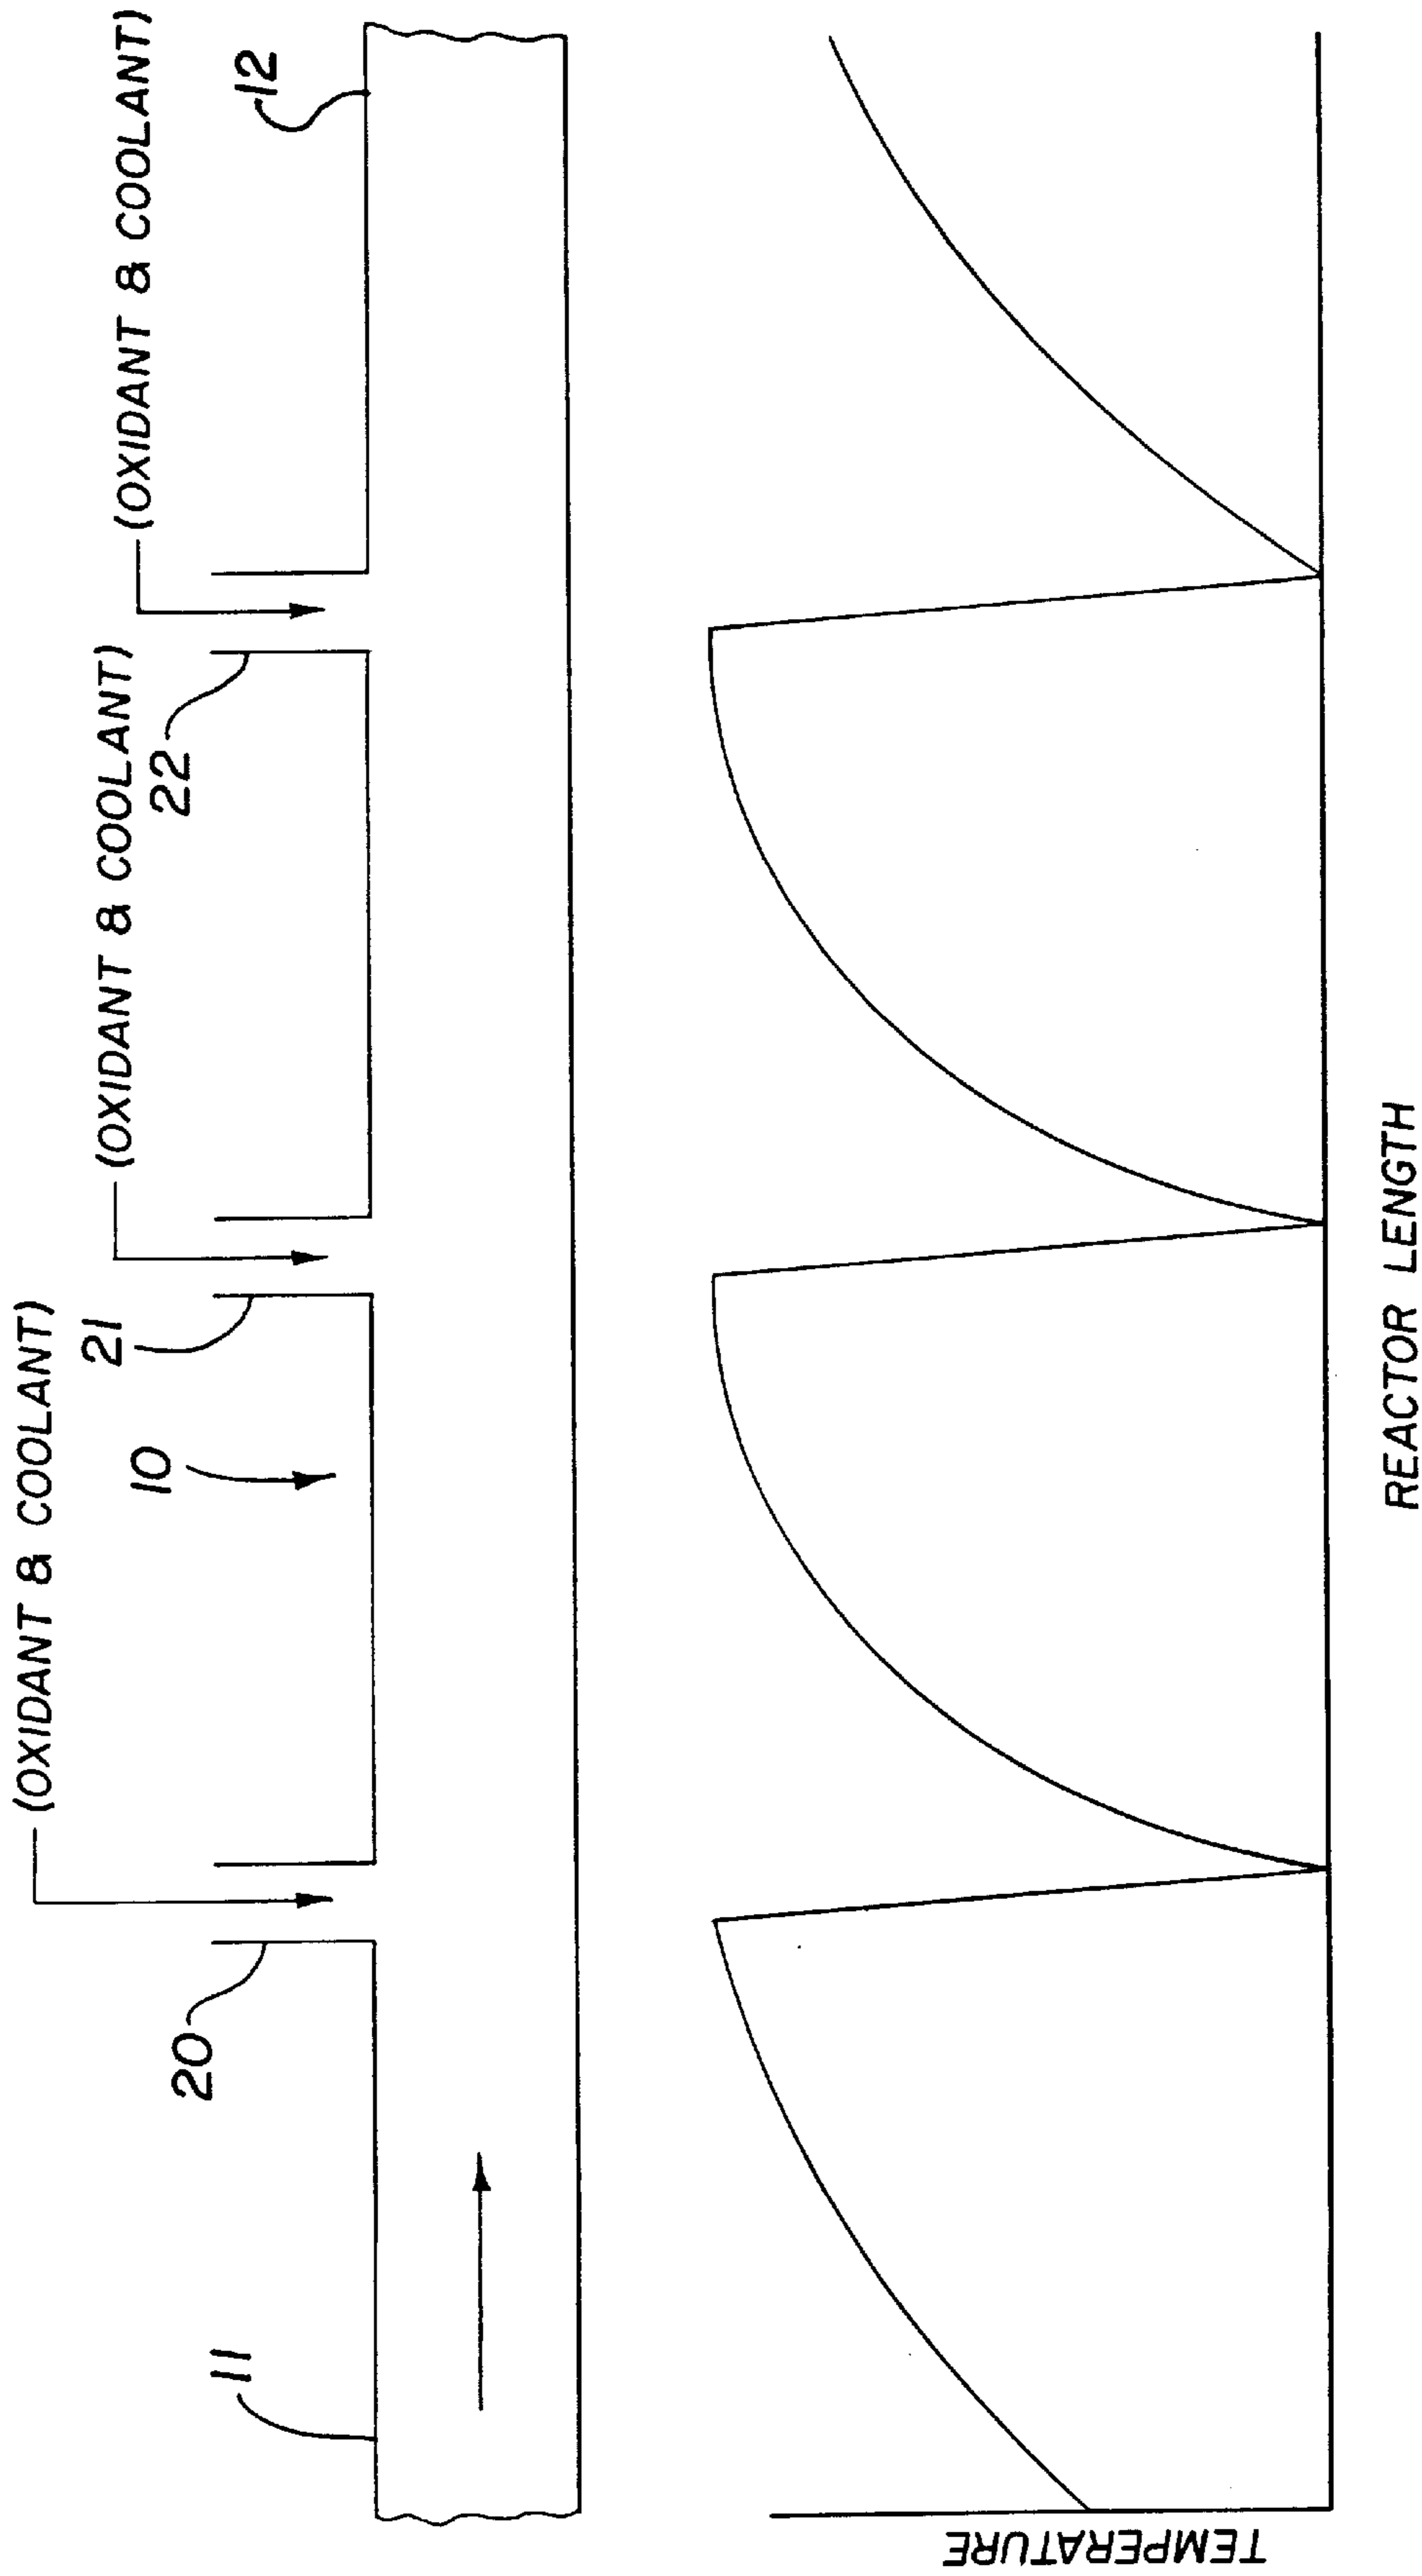 (OXIDANT & COOLANT)
(OXIDANT & COOLANT)
(OXIDANT & COOLANT)
11
20
10
21
22
12
TEMPERATURE
REACTOR LENGTH